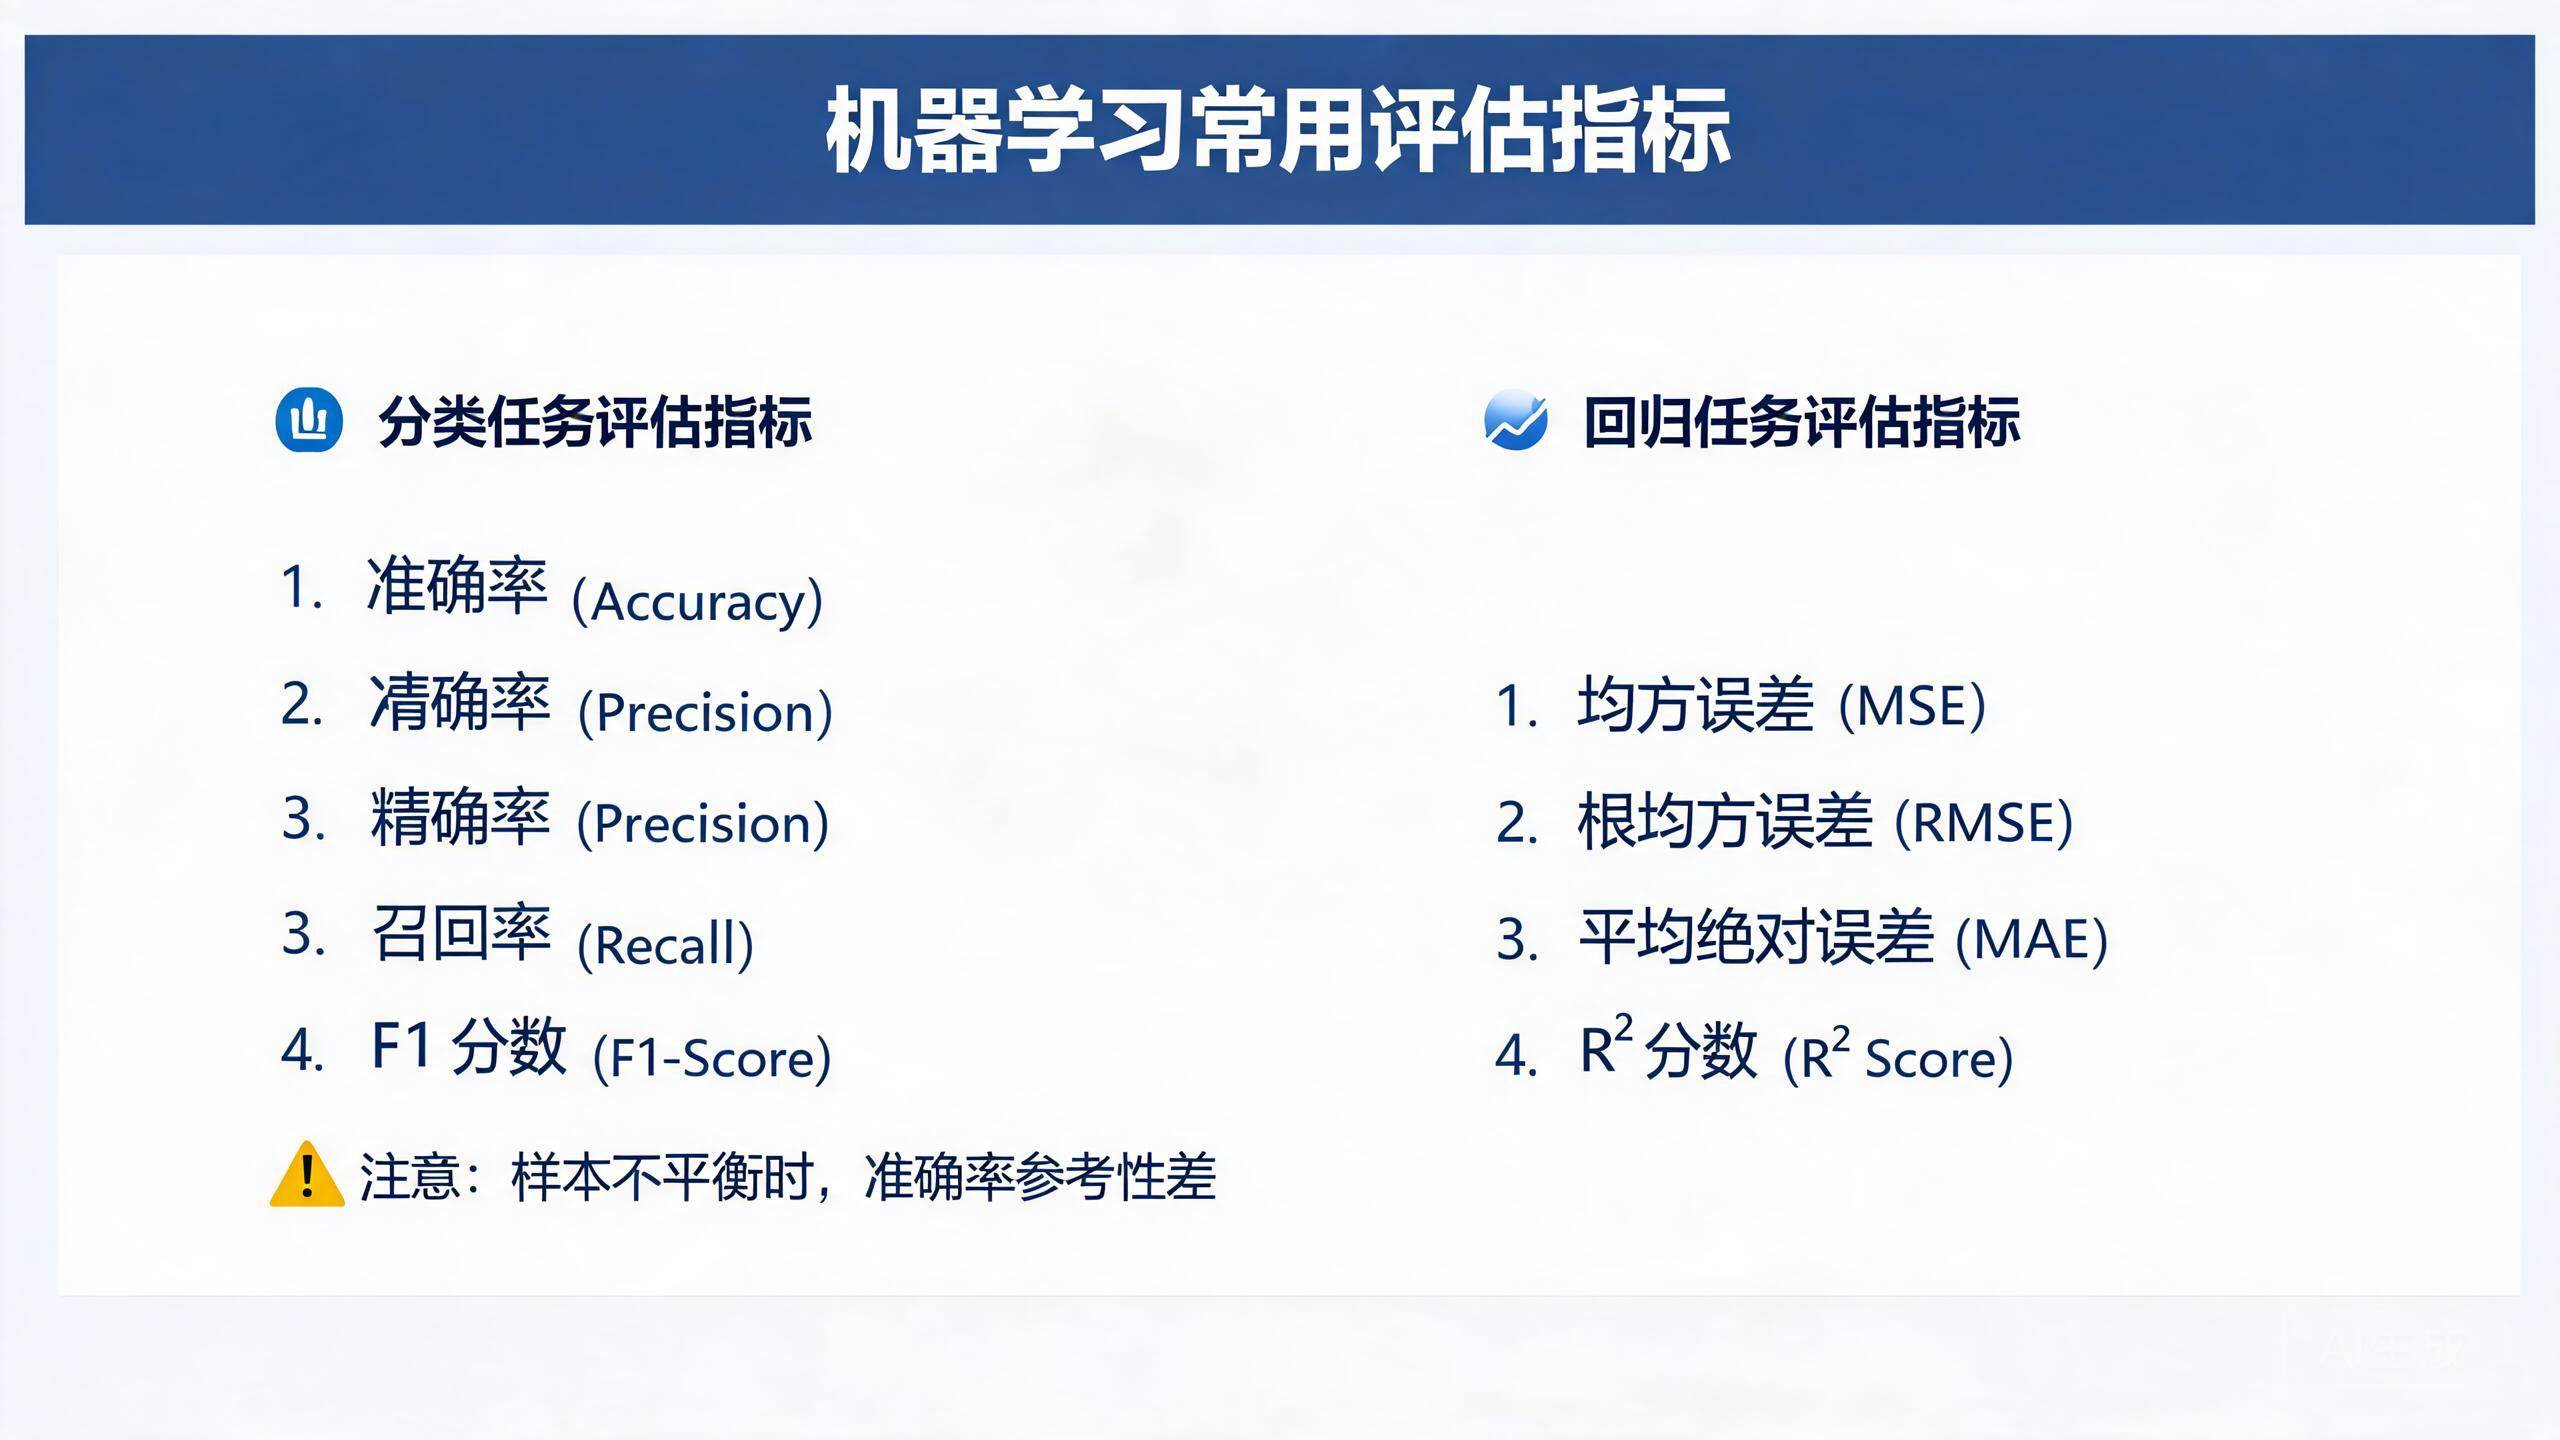 机器学习常用评估指标
分类任务评估指标
1. 准确率 (Accuracy)
2. 确率 (Precision)
3. 精确率 (Precision)
3. 召回率 (Recall)
4. F1 分数 (F1-Score)
注意：样本不平衡时，准确率参考性差
回归任务评估指标
1. 均方误差 (MSE)
2. 根均方误差 (RMSE)
3. 平均绝对误差 (MAE)
4. R² 分数 (R² Score)